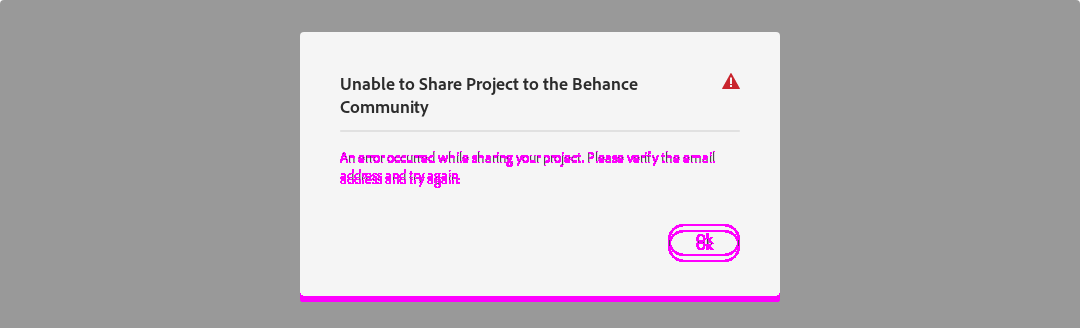 Unable to Share Project to the Behance
Community
An error occurred while sharing your project. Please verify the email
address and try again.
Ok